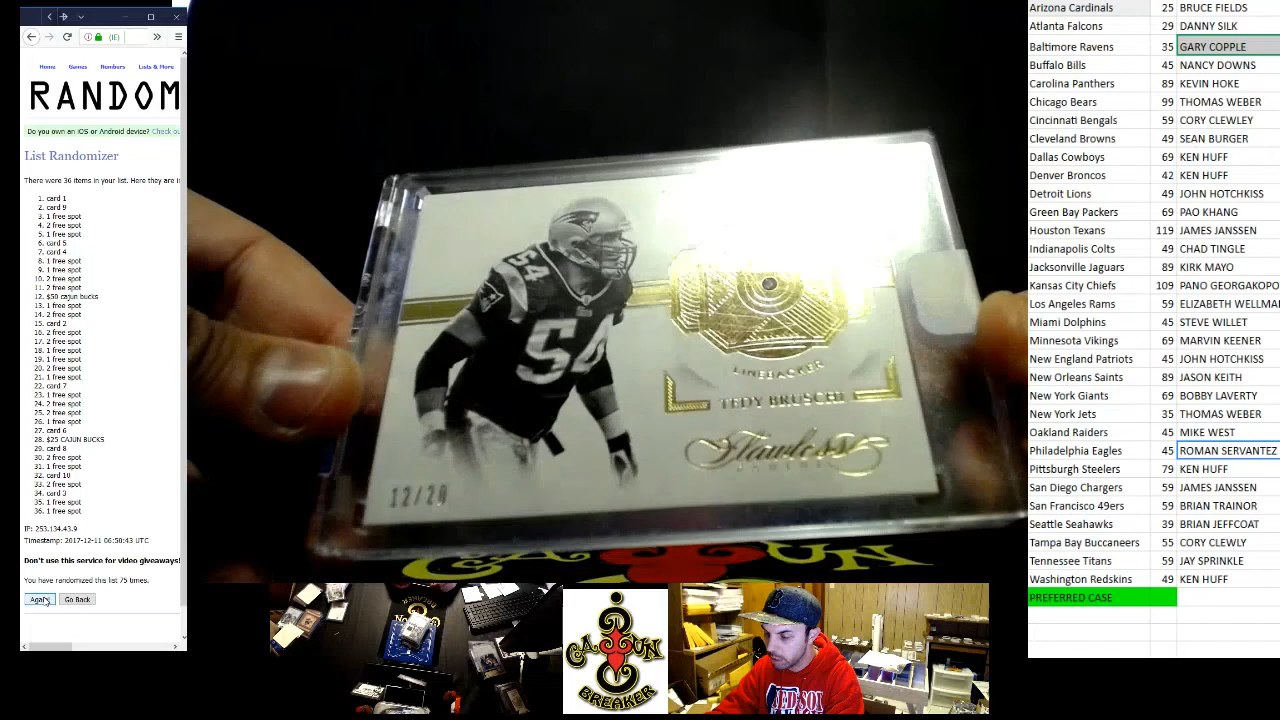 Home Games Numbers Lists & More
RANDOM
Do you own an iOS or Android device? Check
List Randomizer
There were 36 items in your list. Here they are
1. card 1
2. card 9
3. 1 free spot
4. 2 free spot
5. 1 free spot
6. card 5
7. card 4
8. 1 free spot
9. 1 free spot
10. 2 free spot
11. 2 free spot
12. $50 cajun bucks
13. 1 free spot
14. 2 free spot
15. card 2
16. 2 free spot
17. 2 free spot
18. 1 free spot
19. 1 free spot
20. 2 free spot
21. 1 free spot
22. card 7
23. 1 free spot
24. 2 free spot
25. 2 free spot
26. 1 free spot
27. card 6
28. $25 CAJUN BUCKS
29. card 8
30. 2 free spot
31. 1 free spot
32. card 10
33. 2 free spot
34. card 3
35. 1 free spot
36. 1 free spot
IP: 253.134.43.9
Timestamp: 2017-12-11 06:50:43 UTC
Don't use this service for video giveaways!
You have randomized this list 75 times.
Again Go Back
54
54
LINEBACKER
TEDY BRUSCHI
Flawless
12/20
CAJUN
BREAKER
Arizona Cardinals 25 BRUCE FIELDS
Atlanta Falcons 29 DANNY SILK
Baltimore Ravens 35 GARY COPPLE
Buffalo Bills 45 NANCY DOWNS
Carolina Panthers 89 KEVIN HOKE
Chicago Bears 99 THOMAS WEBER
Cincinnati Bengals 59 CORY CLEWLEY
Cleveland Browns 49 SEAN BURGER
Dallas Cowboys 69 KEN HUFF
Denver Broncos 42 KEN HUFF
Detroit Lions 49 JOHN HOTCHKISS
Green Bay Packers 69 PAO KHANG
Houston Texans 119 JAMES JANSSEN
Indianapolis Colts 49 CHAD TINGLE
Jacksonville Jaguars 89 KIRK MAYO
Kansas City Chiefs 109 PANO GEORGAKOPO
Los Angeles Rams 59 ELIZABETH WELLMA
Miami Dolphins 45 STEVE WILLET
Minnesota Vikings 69 MARVIN KEENER
New England Patriots 45 JOHN HOTCHKISS
New Orleans Saints 89 JASON KEITH
New York Giants 69 BOBBY LAVERTY
New York Jets 35 THOMAS WEBER
Oakland Raiders 45 MIKE WEST
Philadelphia Eagles 45 ROMAN SERVANTEZ
Pittsburgh Steelers 79 KEN HUFF
San Diego Chargers 59 JAMES JANSSEN
San Francisco 49ers 59 BRIAN TRAINOR
Seattle Seahawks 39 BRIAN JEFFCOAT
Tampa Bay Buccaneers 55 CORY CLEWLY
Tennessee Titans 59 JAY SPRINKLE
Washington Redskins 49 KEN HUFF
PREFERRED CASE